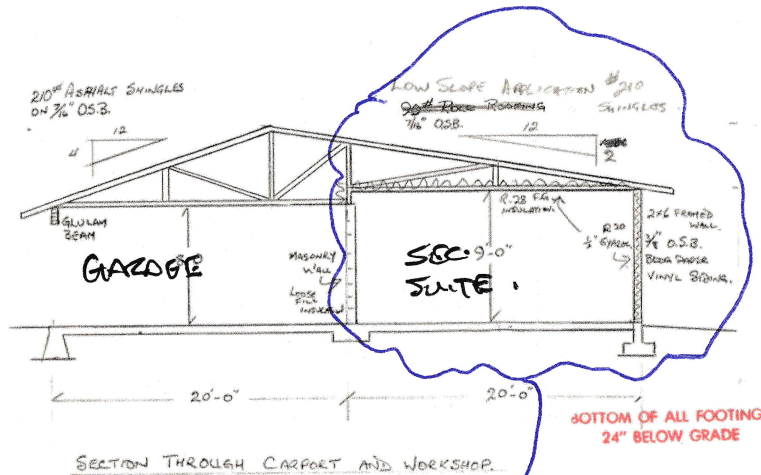 210# ASPHALT SHINGLES
ON 7/16" O.S.B.
12
4
LOW SLOPE APPLICATION #210
90# ROLL ROOFING SHINGLES
7/16" O.S.B.
12
2
GLULAM
BEAM
GARAGE
MASONRY
WALL
LOOSE
FILL
INSULATION
R.28 F.G.
INSULATION.
SEC. 9'-0"
SUITE.
R20
1/2" GYPROC
2x6 FRAMED
WALL.
3/8 O.S.B.
BLDG PAPER
VINYL SIDING.
20'-0"
20'-0"
BOTTOM OF ALL FOOTING
24" BELOW GRADE
SECTION THROUGH CARPORT AND WORKSHOP.